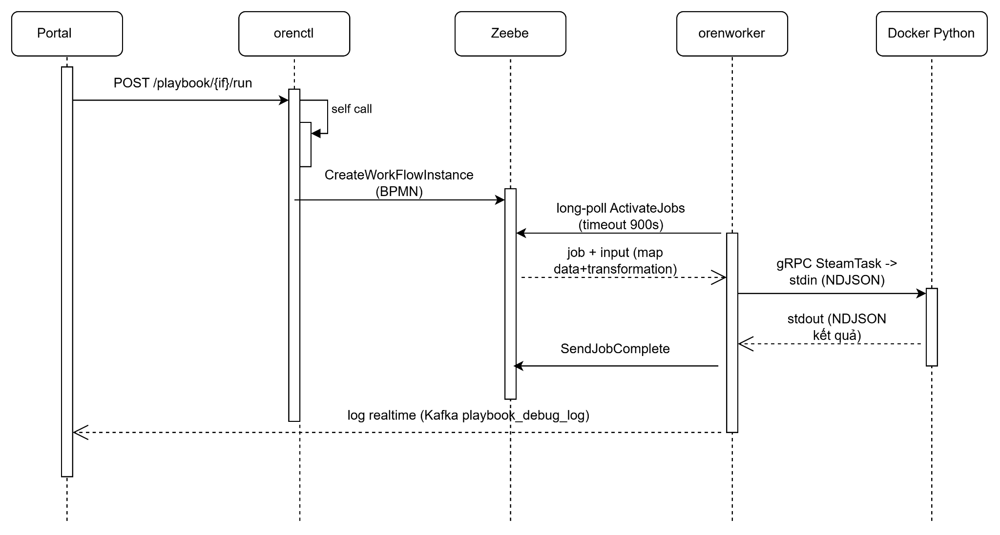 Portal
orenctl
Zeebe
orenworker
Docker Python
POST /playbook/{if}/run
self call
CreateWorkFlowInstance
(BPMN)
long-poll ActivateJobs
(timeout 900s)
job + input (map
data+transformation)
gRPC SteamTask ->
stdin (NDJSON)
stdout (NDJSON
kết quả)
SendJobComplete
log realtime (Kafka playbook_debug_log)